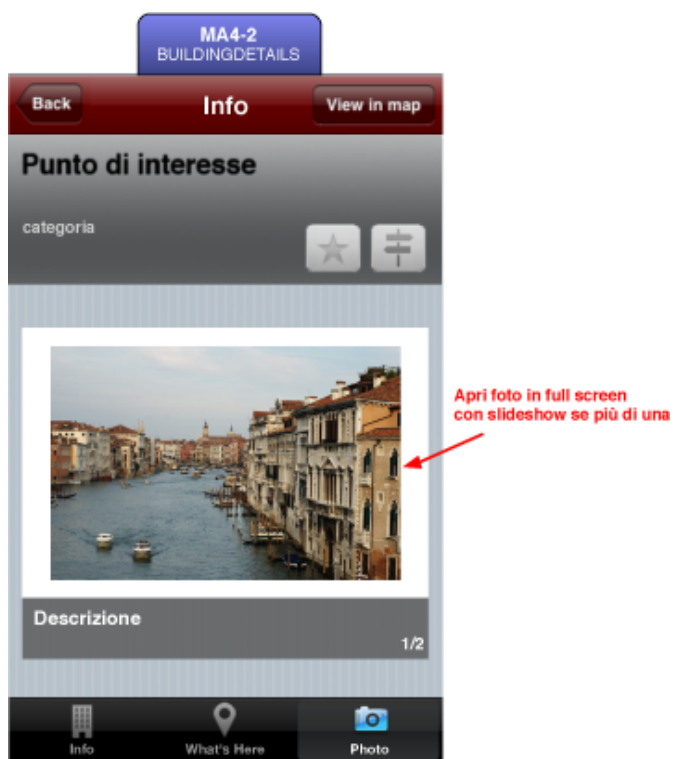 MA4-2
BUILDINGDETAILS
Back
Info
View in map
Punto di interesse
categoria
Apri foto in full screen
con slideshow se più di una
Descrizione
1/2
Info
What's Here
Photo